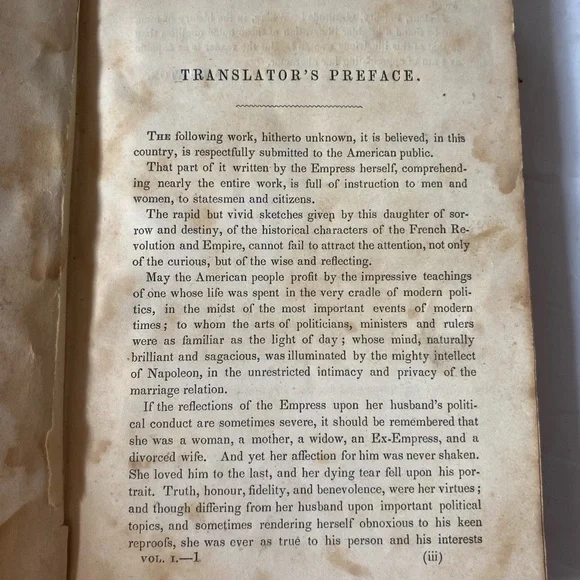 TRANSLATOR'S PREFACE.
THE following work, hitherto unknown, it is believed, in this
country, is respectfully submitted to the American public.
That part of it written by the Empress herself, comprehend-
ing nearly the entire work, is full of instruction to men and
women, to statesmen and citizens.
The rapid but vivid sketches given by this daughter of sor-
row and destiny, of the historical characters of the French Re-
volution and Empire, cannot fail to attract the attention, not only
of the curious, but of the wise and reflecting.
May the American people profit by the impressive teachings
of one whose life was spent in the very cradle of modern poli-
tics, in the midst of the most important events of modern
times; to whom the arts of politicians, ministers and rulers
were as familiar as the light of day; whose mind, naturally
brilliant and sagacious, was illuminated by the mighty intellect
of Napoleon, in the unrestricted intimacy and privacy of the
marriage relation.
If the reflections of the Empress upon her husband's politi-
cal conduct are sometimes severe, it should be remembered that
she was a woman, a mother, a widow, an Ex-Empress, and a
divorced wife. And yet her affection for him was never shaken.
She loved him to the last, and her dying tear fell upon his por-
trait. Truth, honour, fidelity, and benevolence, were her virtues;
and though differing from her husband upon important political
topics, and sometimes rendering herself obnoxious to his keen
reproofs, she was ever as true to his person and his interests
VOL. I.—1 (iii)